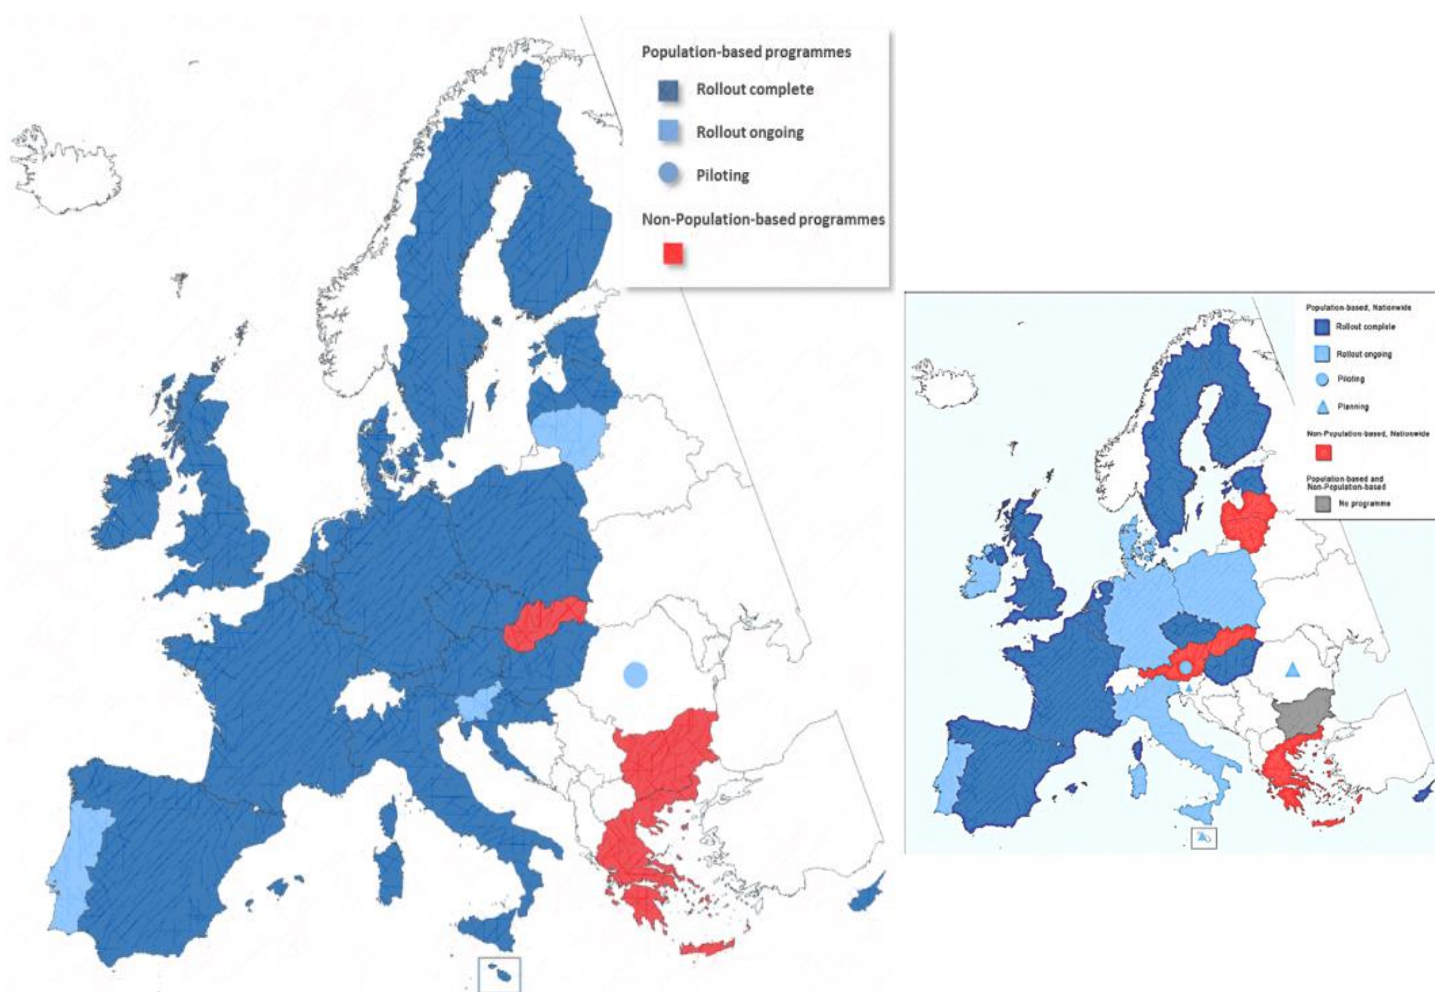 Population-based programmes
Rollout complete
Rollout ongoing
Piloting
Non-Population-based programmes
Population-based, Nationwide
Rollout complete
Rollout ongoing
Piloting
Planning
Non-Population-based, Nationwide
Population-based and
Non-Population-based
No programme